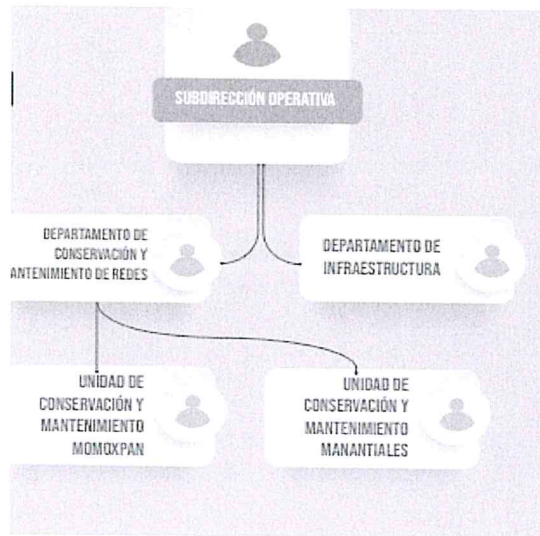 SUBDIRECCIÓN OPERATIVA
DEPARTAMENTO DE
CONSERVACIÓN Y
ANTENIMIENTO DE REDES
DEPARTAMENTO DE
INFRAESTRUCTURA
UNIDAD DE
CONSERVACIÓN Y
MANTENIMIENTO
MOMOXPAN
UNIDAD DE
CONSERVACIÓN Y
MANTENIMIENTO
MANANTIALES